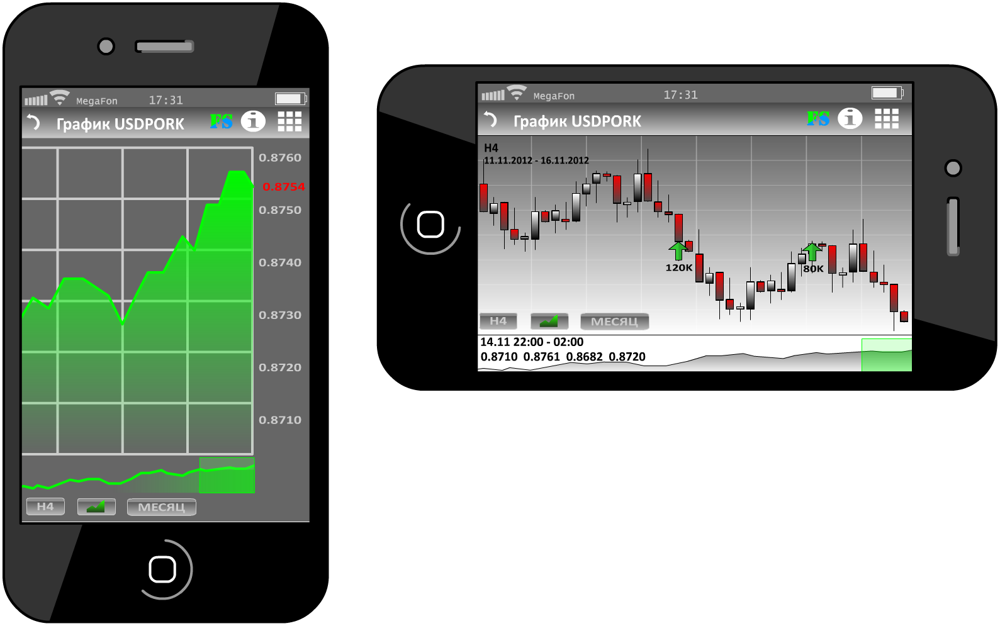 MegaFon 17:31
График USDPORK FS i
0.8760
0.8754
0.8750
0.8740
0.8730
0.8720
0.8710
H4 МЕСЯЦ
MegaFon 17:31
График USDPORK FS i
H4
11.11.2012 - 16.11.2012
120K
80K
H4 МЕСЯЦ
14.11 22:00 - 02:00
0.8710 0.8761 0.8682 0.8720